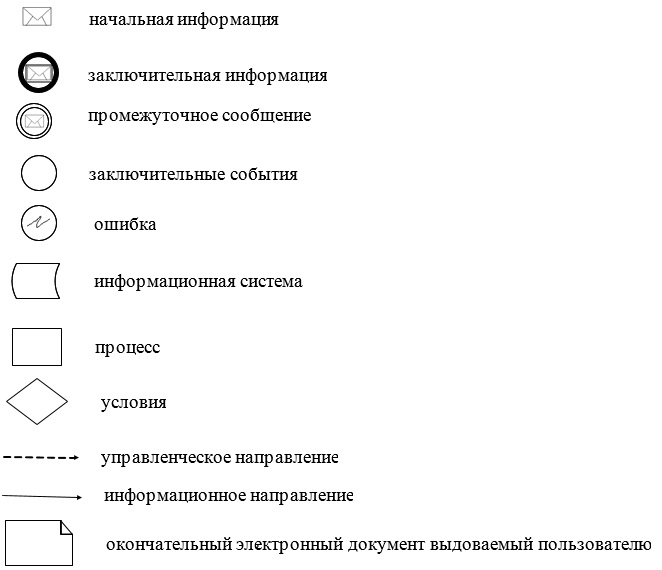 начальная информация
заключительная информация
промежуточное сообщение
заключительные события
ошибка
информационная система
процесс
условия
управленческое направление
информационное направление
окончательный электронный документ выдоваемый пользователю